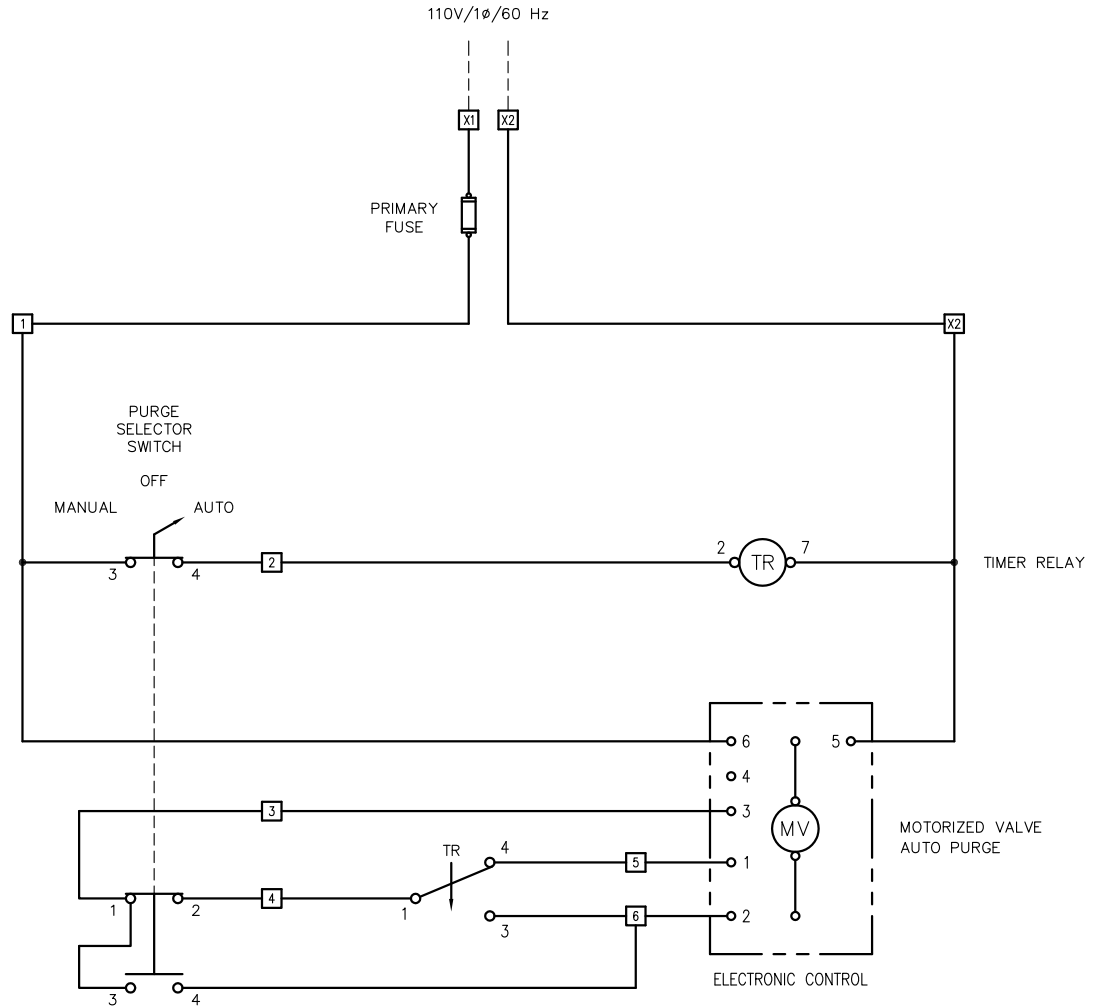 110V/1ø/60 Hz
X1 X2
PRIMARY
FUSE
1 X2
PURGE
SELECTOR
SWITCH
OFF
MANUAL AUTO
3 4 2 2 TR 7 TIMER RELAY
6 5
4
3 3
MV
MOTORIZED VALVE
AUTO PURGE
TR 4 5 1
1 2 4 1
3 6 2
3 4
ELECTRONIC CONTROL